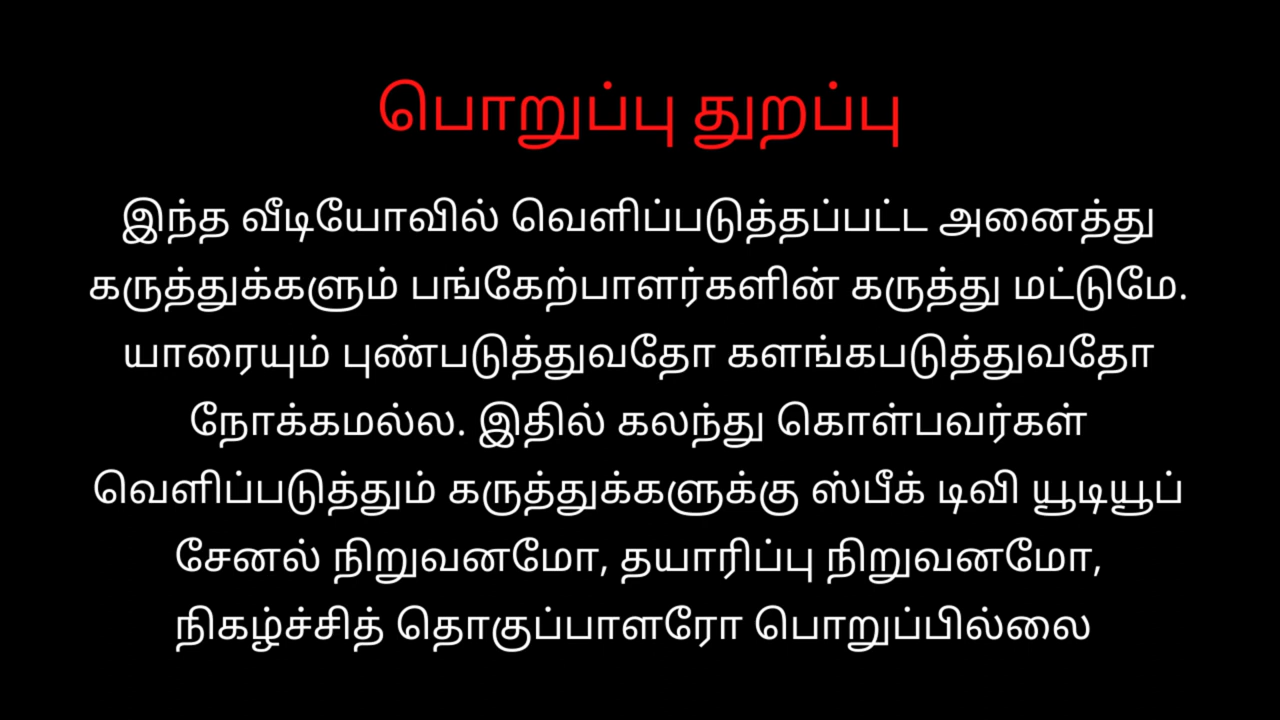 பொறுப்பு துறப்பு
இந்த வீடியோவில் வெளிப்படுத்தப்பட்ட அனைத்து
கருத்துக்களும் பங்கேற்பாளர்களின் கருத்து மட்டுமே.
யாரையும் புண்படுத்துவதோ களங்கபடுத்துவதோ
நோக்கமல்ல. இதில் கலந்து கொள்பவர்கள்
வெளிப்படுத்தும் கருத்துக்களுக்கு ஸ்பீக் டிவி யூடியூப்
சேனல் நிறுவனமோ, தயாரிப்பு நிறுவனமோ,
நிகழ்ச்சித் தொகுப்பாளரோ பொறுப்பில்லை